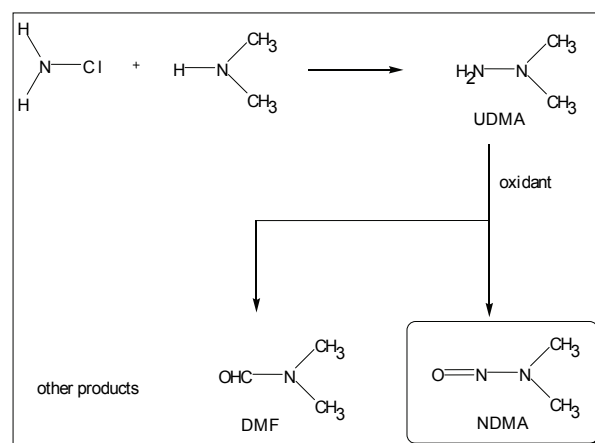 H
N
Cl
H
+
H
N
CH3
CH3
H2N
N
CH3
CH3
UDMA
oxidant
OHC
N
CH3
CH3
DMF
other products
O
N
N
CH3
CH3
NDMA